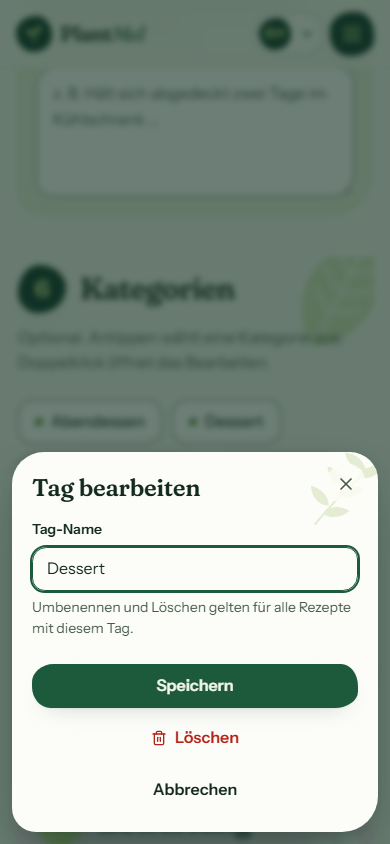 PlantMe!
z. B. Hält sich abgedeckt zwei Tage im
Kühlschrank …
6
Kategorien
Optional. Antippen wählt eine Kategorie aus,
Doppelklick öffnet das Bearbeiten.
Abendessen
Dessert
Tag bearbeiten
Tag-Name
Dessert
Umbenennen und Löschen gelten für alle Rezepte
mit diesem Tag.
Speichern
Löschen
Abbrechen